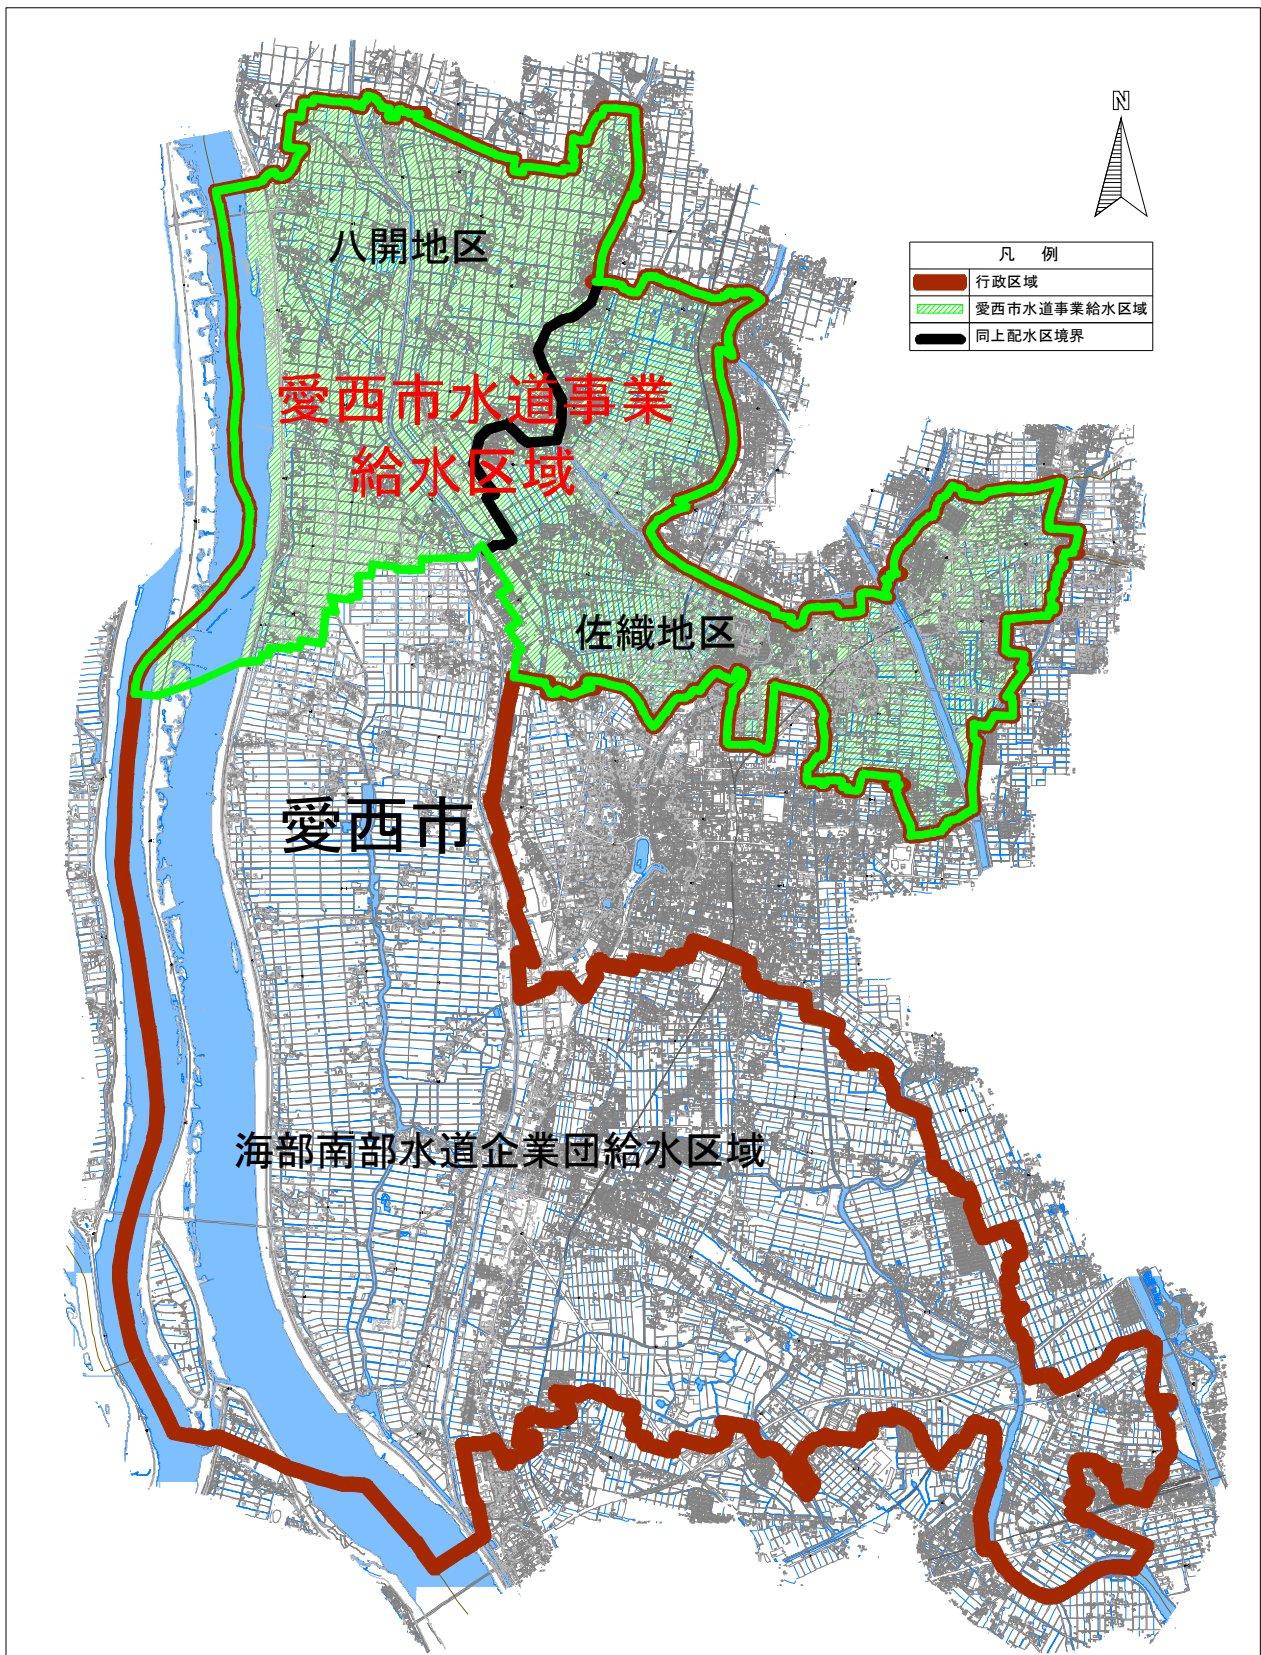 N
凡 例
行政区域
愛西市水道事業給水区域
同上配水区境界
八開地区
愛西市水道事業
給水区域
佐織地区
愛西市
海部南部水道企業団給水区域